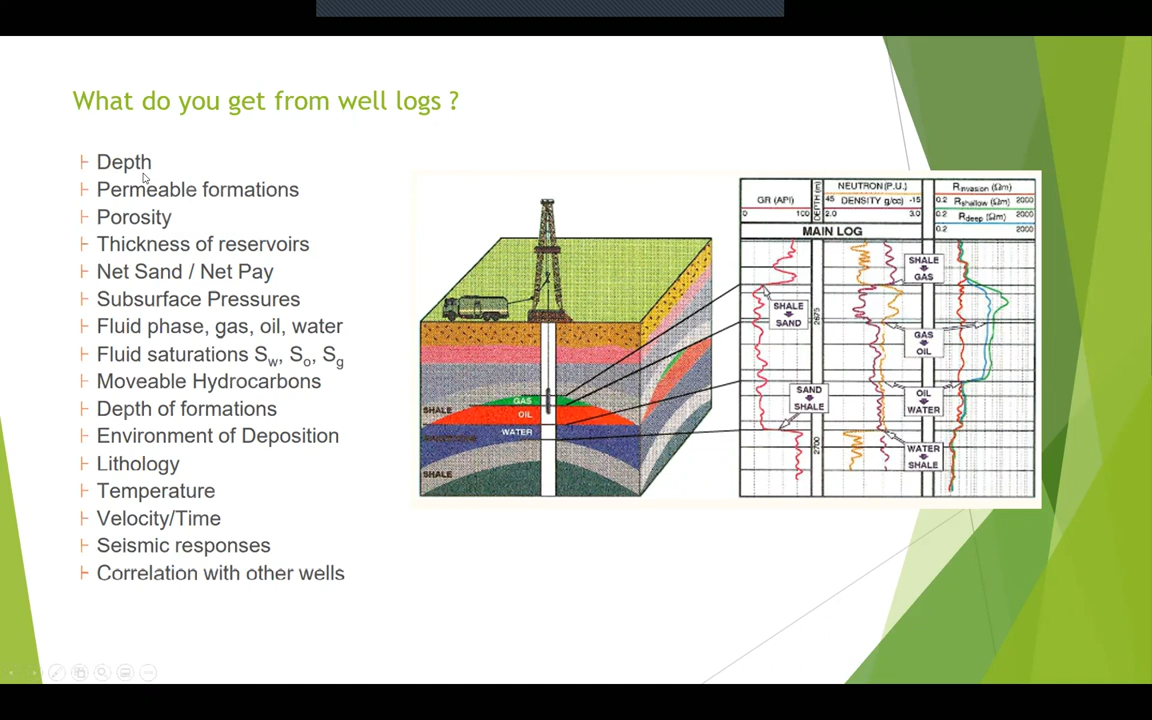 What do you get from well logs ?
Depth
Permeable formations
Porosity
Thickness of reservoirs
Net Sand / Net Pay
Subsurface Pressures
Fluid phase, gas, oil, water
Fluid saturations Sw, So, Sg
Moveable Hydrocarbons
Depth of formations
Environment of Deposition
Lithology
Temperature
Velocity/Time
Seismic responses
Correlation with other wells
SHALE
GAS
OIL
WATER
SHALE
GR (API)
0 100
DEPTH (m)
NEUTRON (P.U.)
45 DENSITY g/cc -15
2.0 3.0
Rinvasion (Ωm)
0.2 Rshallow (Ωm) 2000
0.2 Rdeep (Ωm) 2000
0.2 2000
MAIN LOG
SHALE
GAS
SHALE
SAND
2675
GAS
OIL
SAND
SHALE
OIL
WATER
2700
WATER
SHALE